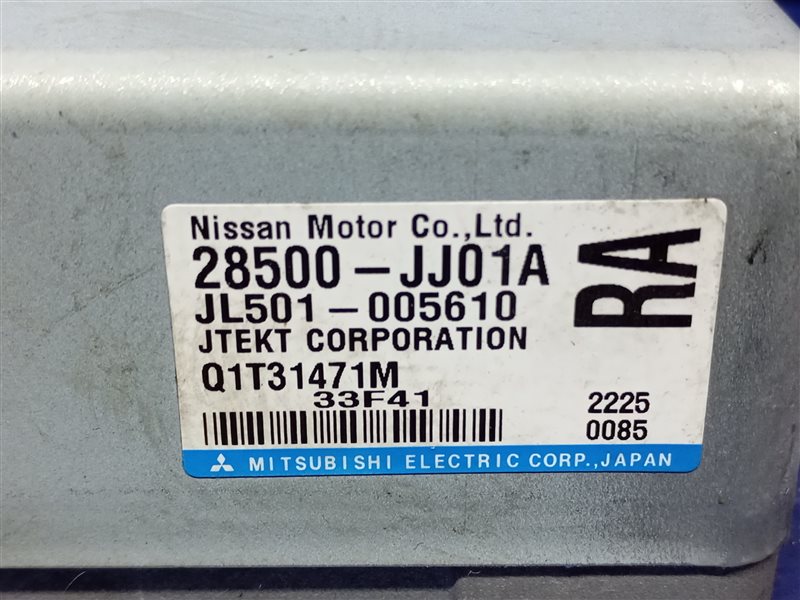 Nissan Motor Co.,Ltd.
28500-JJ01A
RA
JL501-005610
JTEKT CORPORATION
Q1T31471M
33F41
2225
0085
MITSUBISHI ELECTRIC CORP.,JAPAN